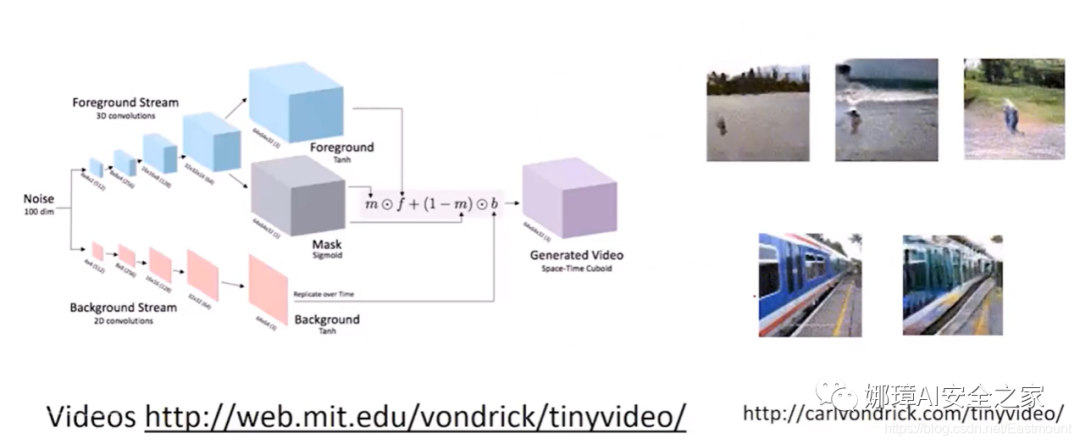 Foreground Stream
3D convolutions
Noise
100 dim
Foreground
Tanh
m ⊙ f + (1 − m) ⊙ b
Mask
Sigmoid
Generated Video
Space-Time Cuboid
Replicate over Time
Background Stream
2D convolutions
Background
Tanh
Videos http://web.mit.edu/vondrick/tinyvideo/
http://carlvondrick.com/tinyvideo/
娜璋AI安全之家
https://blog.csdn.net/Eastmount